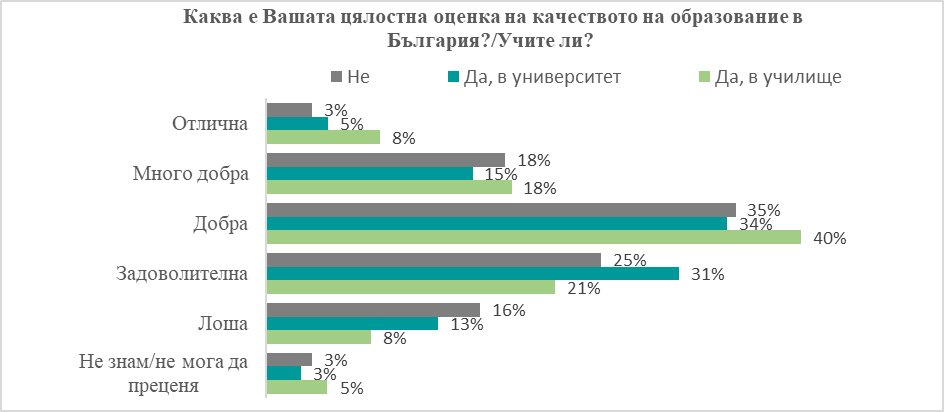 Каква е Вашата цялостна оценка на качеството на образование в
България?/Учите ли?
Не Да, в университет Да, в училище
Отлична 3% 5% 8%
Много добра 18% 15% 18%
Добра 35% 34% 40%
Задоволителна 25% 31% 21%
Лоша 16% 13% 8%
Не знам/не мога да
преценя 3% 3% 5%